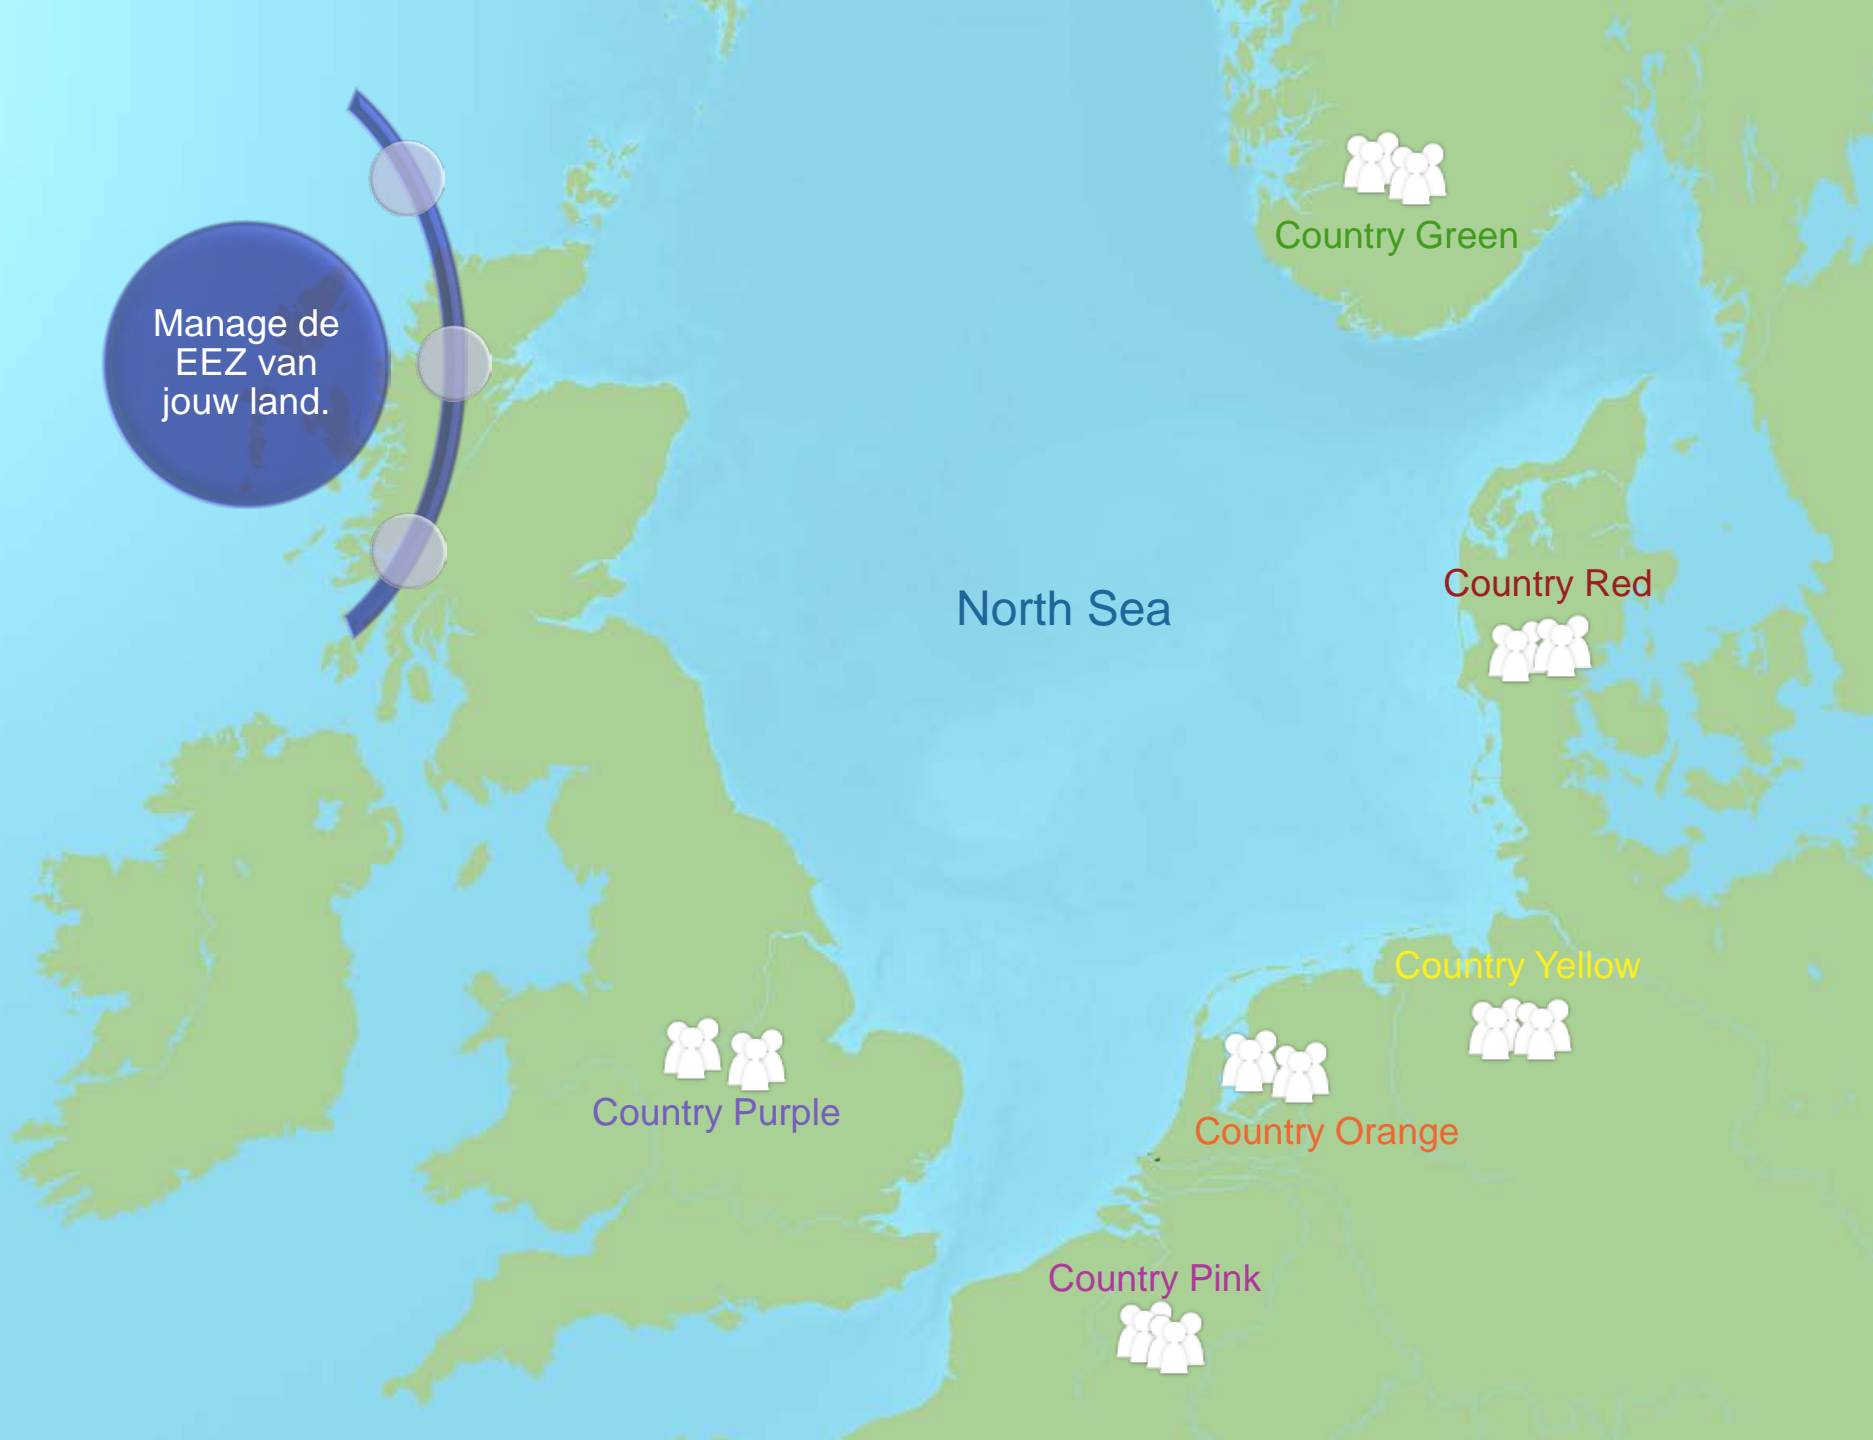 Country Green
Manage de
EEZ van
jouw land.
Country Red
North Sea
Country Yellow
Country Purple
Country Orange
Country Pink